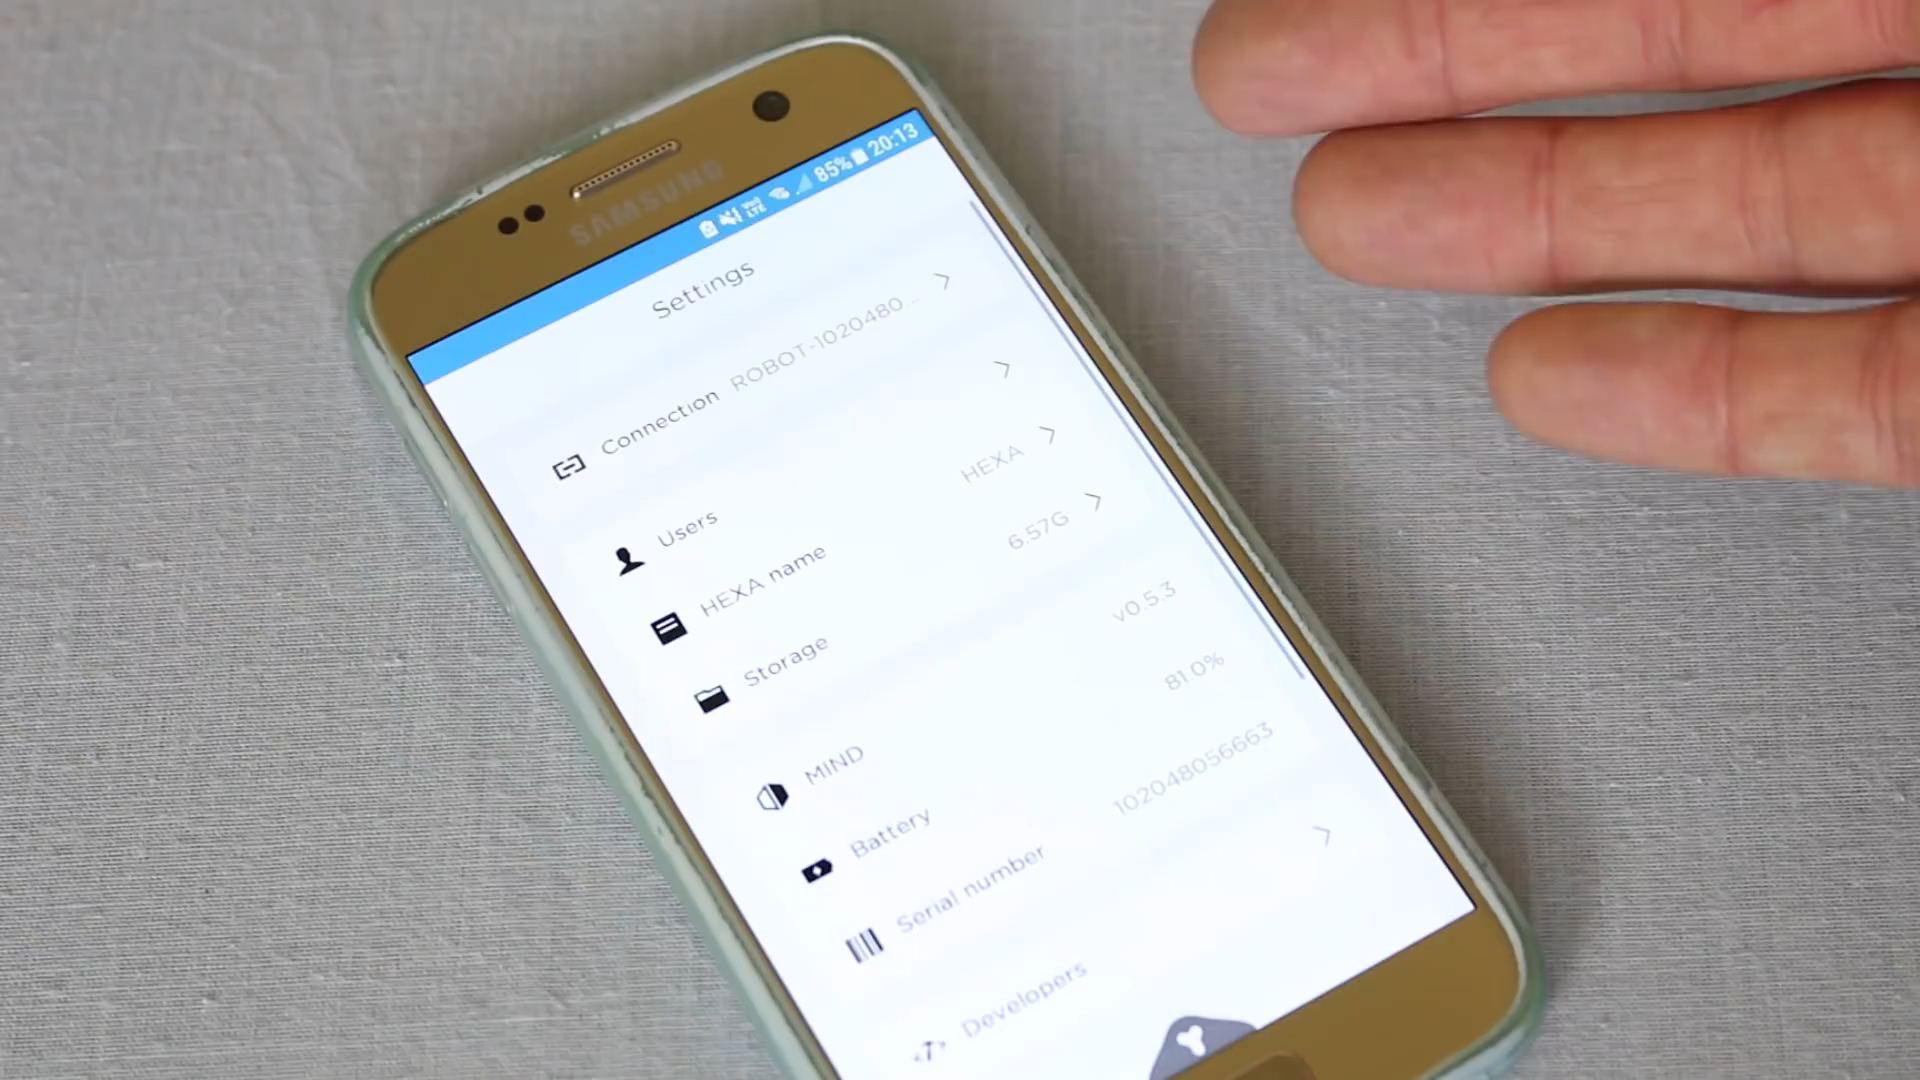 SAMSUNG
VoLTE 85% 20:13
Settings
Connection ROBOT-1020480...
Users
HEXA name HEXA
Storage 6.57G
MIND v0.5.3
Battery 81.0%
Serial number 102048056663
Developers